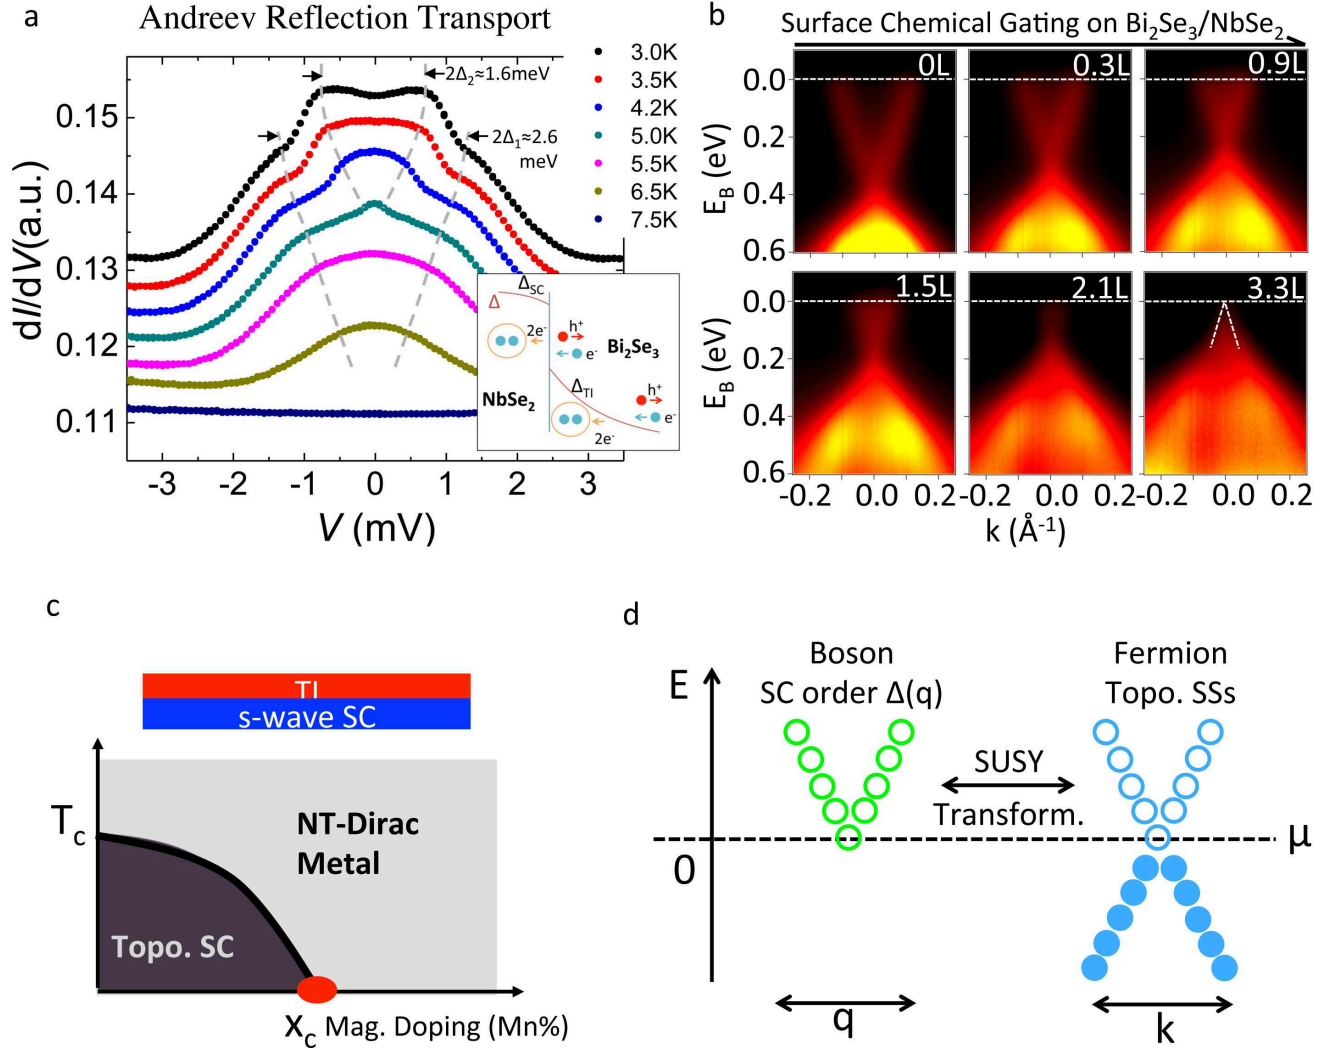 a
Andreev Reflection Transport
3.0K
3.5K
4.2K
5.0K
5.5K
6.5K
7.5K
2Δ₂≈1.6meV
2Δ₁≈2.6
meV
0.15
0.14
0.13
0.12
0.11
dI/dV(a.u.)
-3 -2 -1 0 1 2 3
V (mV)
Δ_SC
Δ
2e⁻
h⁺
e⁻
Bi₂Se₃
NbSe₂
Δ_TI
h⁺
e⁻
2e⁻
b
Surface Chemical Gating on Bi₂Se₃/NbSe₂
0L
0.3L
0.9L
0.0
0.2
0.4
0.6
E_B (eV)
1.5L
2.1L
3.3L
0.0
0.2
0.4
0.6
E_B (eV)
-0.2 0.0 0.2 -0.2 0.0 0.2 -0.2 0.0 0.2
k (Å⁻¹)
c
TI
s-wave SC
T_c
NT-Dirac
Metal
Topo. SC
x_c Mag. Doping (Mn%)
d
Boson
SC order Δ(q)
Fermion
Topo. SSs
E
SUSY
Transform.
μ
0
q
k